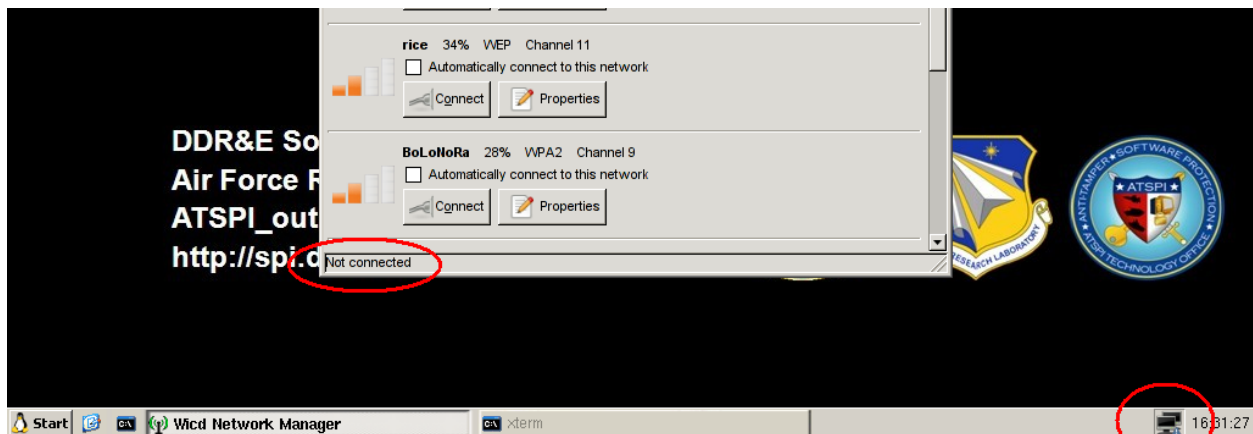 rice 34% WEP Channel 11
Automatically connect to this network
Connect Properties
DDR&E So
BoLoNoRa 28% WPA2 Channel 9
Automatically connect to this network
Air Force R
Connect Properties
ATSPI_out
http://spi.d
Not connected
RESEARCH LABORATORY
ANTI-TAMPER ★ SOFTWARE PROTECTION
★ ATSPI ★
ATSPI TECHNOLOGY OFFICE
Start Wicd Network Manager xterm 16:31:27